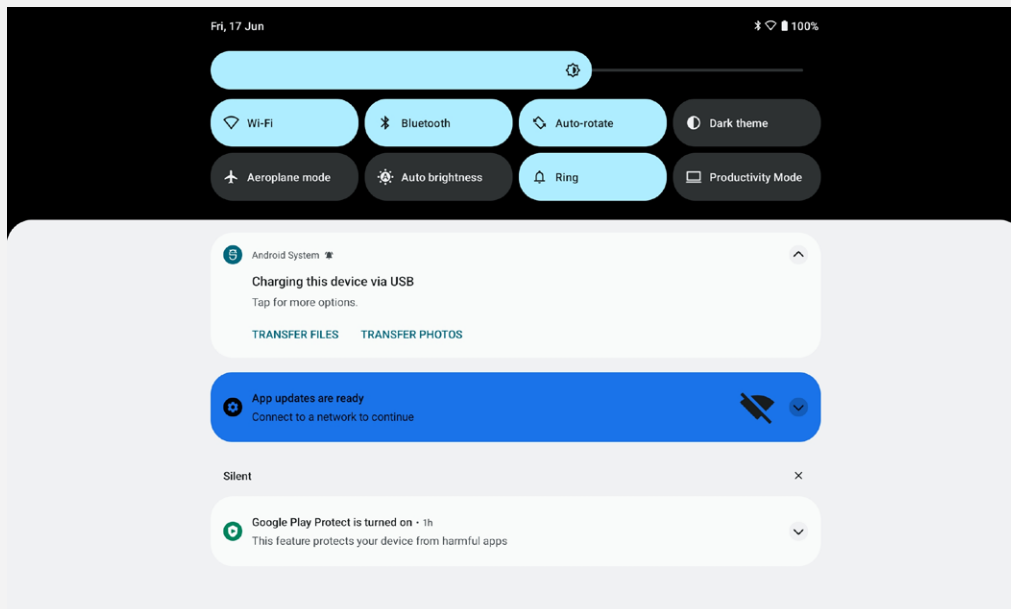 Fri, 17 Jun 100%
Wi-Fi Bluetooth Auto-rotate Dark theme
Aeroplane mode Auto brightness Ring Productivity Mode
Android System
Charging this device via USB
Tap for more options.
TRANSFER FILES TRANSFER PHOTOS
App updates are ready
Connect to a network to continue
Silent
Google Play Protect is turned on • 1h
This feature protects your device from harmful apps